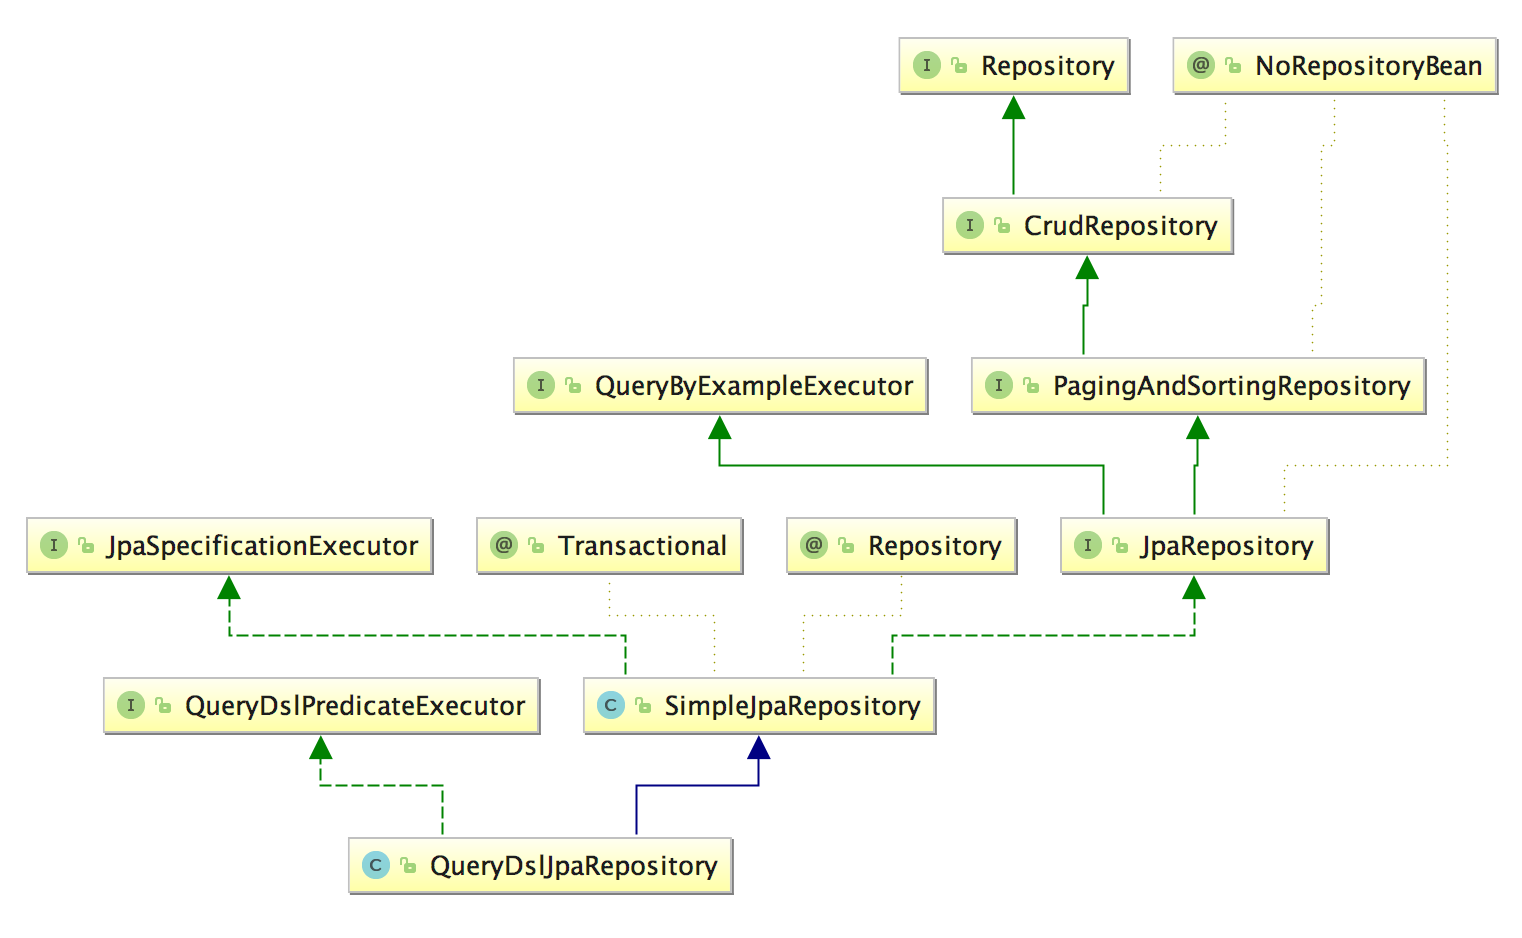 I Repository
@ NoRepositoryBean
I CrudRepository
I QueryByExampleExecutor
I PagingAndSortingRepository
I JpaSpecificationExecutor
@ Transactional
@ Repository
I JpaRepository
I QueryDslPredicateExecutor
C SimpleJpaRepository
C QueryDslJpaRepository